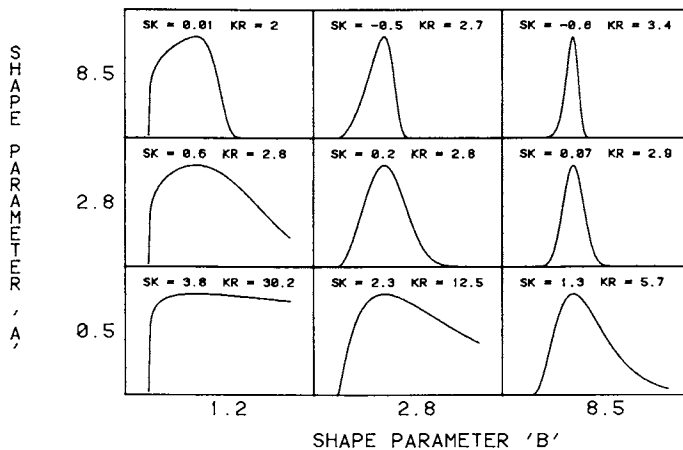 SK = 0.01 KR = 2
SK = -0.5 KR = 2.7
SK = -0.6 KR = 3.4
8.5
SK = 0.6 KR = 2.8
SK = 0.2 KR = 2.8
SK = 0.07 KR = 2.9
2.8
SK = 3.8 KR = 30.2
SK = 2.3 KR = 12.5
SK = 1.3 KR = 5.7
0.5
SHAPE PARAMETER 'A'
1.2 2.8 8.5
SHAPE PARAMETER 'B'